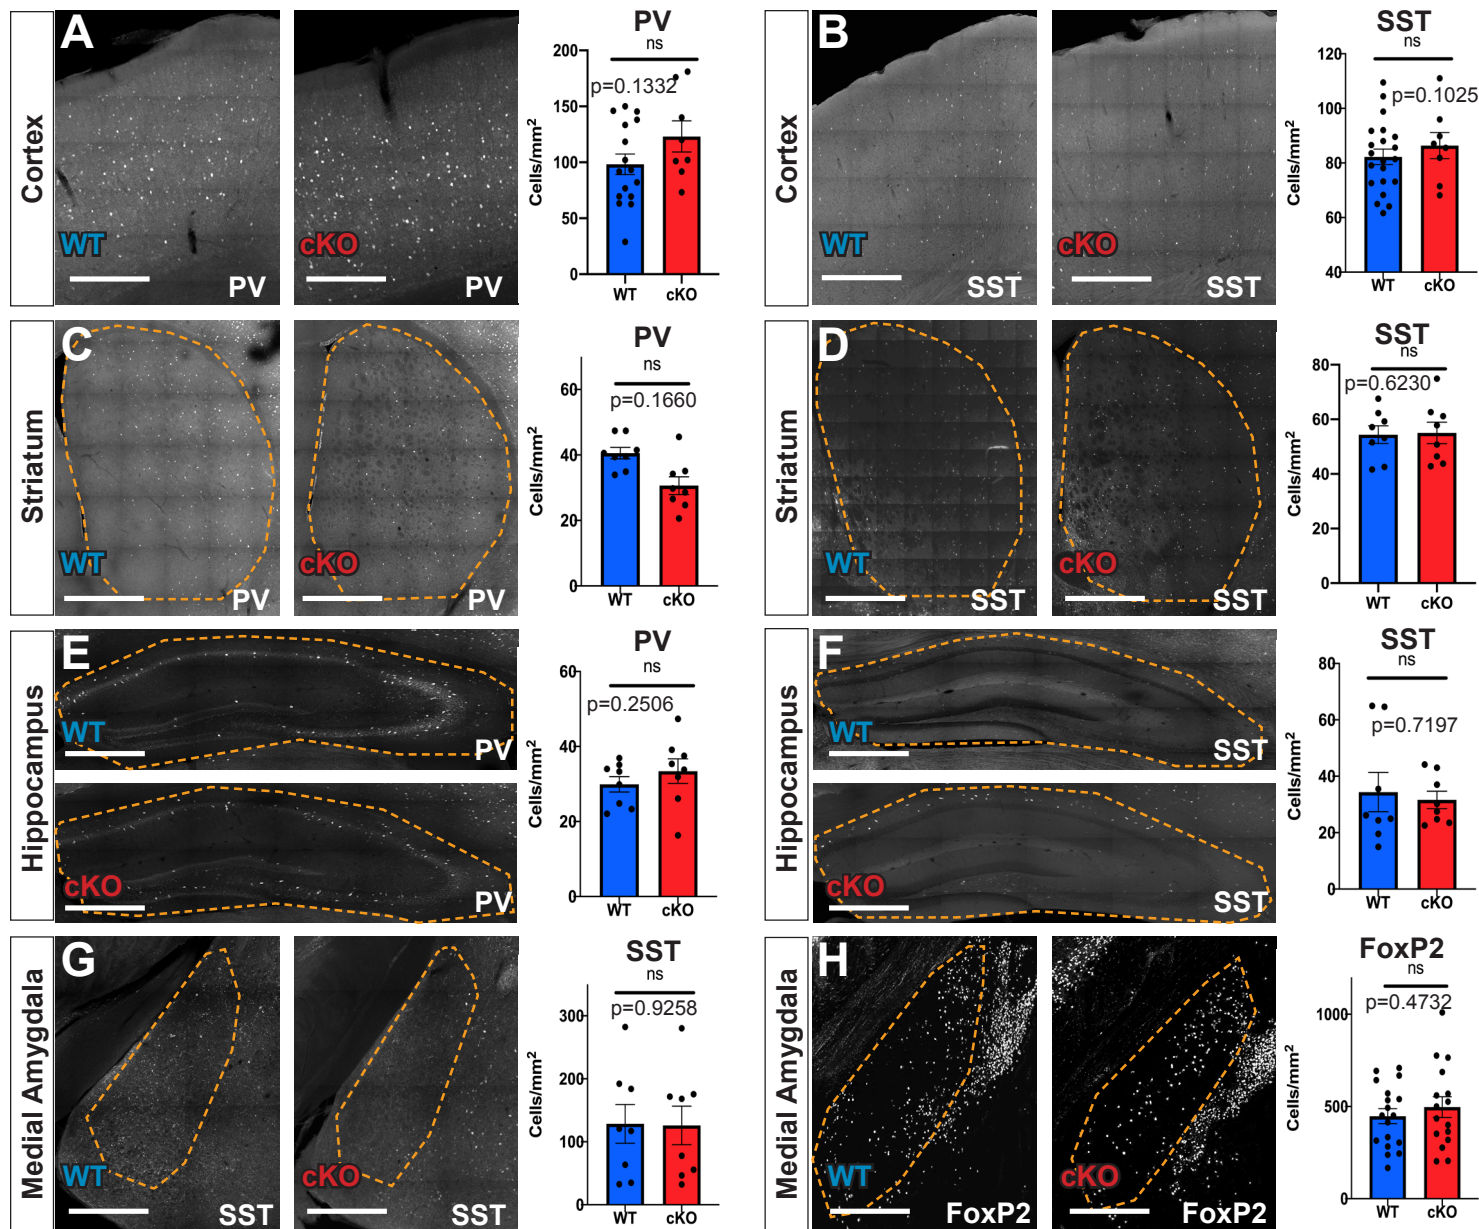 Cortex
A
WT
PV
cKO
PV
PV
ns
p=0.1332
Cells/mm²
200
150
100
50
0
WT
cKO
B
WT
SST
cKO
SST
SST
ns
p=0.1025
Cells/mm²
120
100
80
60
40
WT
cKO
Striatum
C
WT
PV
cKO
PV
PV
ns
p=0.1660
Cells/mm²
60
40
20
0
WT
cKO
Striatum
D
WT
SST
cKO
SST
SST
ns
p=0.6230
Cells/mm²
80
60
40
20
0
WT
cKO
Hippocampus
E
WT
PV
cKO
PV
PV
ns
p=0.2506
Cells/mm²
60
40
20
0
WT
cKO
Hippocampus
F
WT
SST
cKO
SST
SST
ns
p=0.7197
Cells/mm²
80
60
40
20
0
WT
cKO
Medial Amygdala
G
WT
SST
cKO
SST
SST
ns
p=0.9258
Cells/mm²
300
200
100
0
WT
cKO
Medial Amygdala
H
WT
FoxP2
cKO
FoxP2
FoxP2
ns
p=0.4732
Cells/mm²
1000
500
0
WT
cKO
Cortex